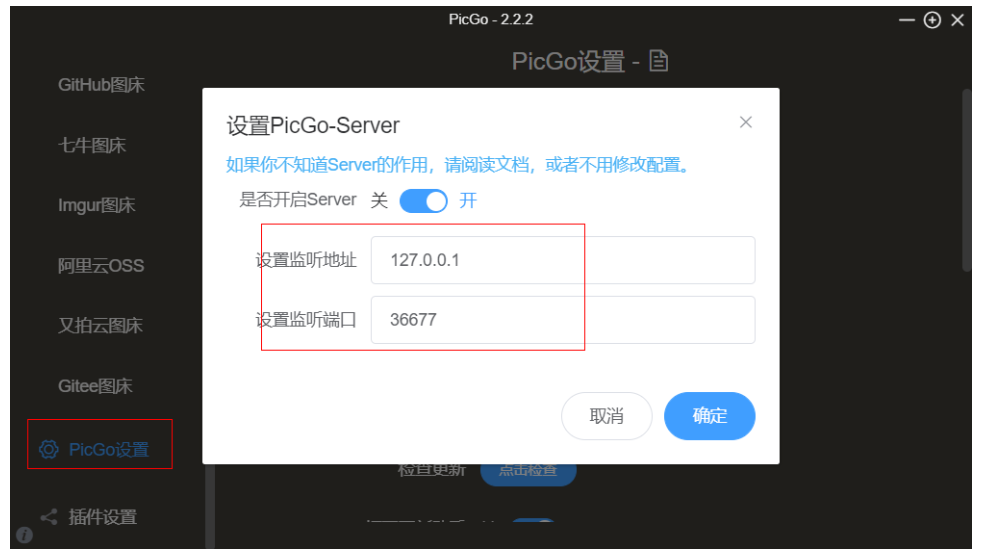 PicGo - 2.2.2
PicGo设置 -
GitHub图床
七牛图床
Imgur图床
阿里云OSS
又拍云图床
Gitee图床
PicGo设置
插件设置
设置PicGo-Server
如果你不知道Server的作用，请阅读文档，或者不用修改配置。
是否开启Server 关 开
设置监听地址 127.0.0.1
设置监听端口 36677
取消 确定
检查更新 点击检查